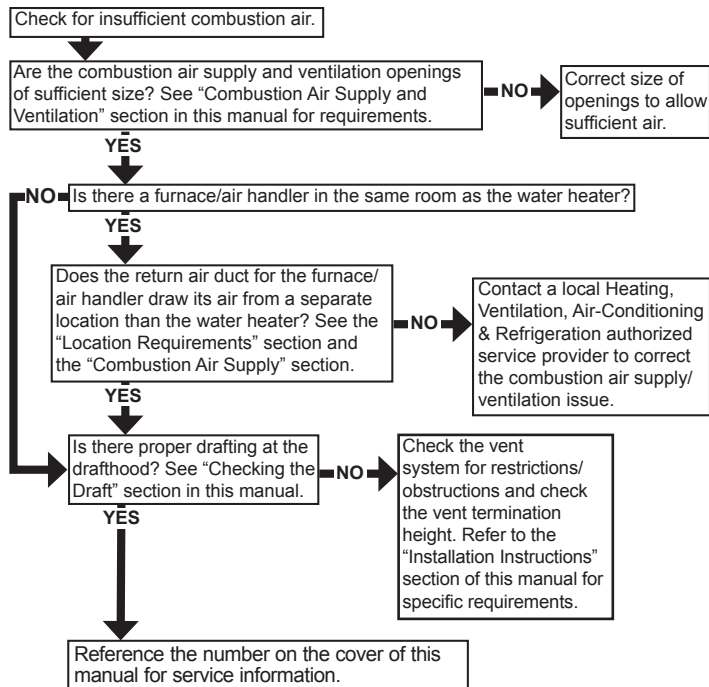 Check for insufficient combustion air.
Are the combustion air supply and ventilation openings
of sufficient size? See “Combustion Air Supply and
Ventilation” section in this manual for requirements.
NO
Correct size of
openings to allow
sufficient air.
YES
NO
Is there a furnace/air handler in the same room as the water heater?
YES
Does the return air duct for the furnace/
air handler draw its air from a separate
location than the water heater? See the
“Location Requirements” section and
the “Combustion Air Supply” section.
NO
Contact a local Heating,
Ventilation, Air-Conditioning
& Refrigeration authorized
service provider to correct
the combustion air supply/
ventilation issue.
YES
Is there proper drafting at the
drafthood? See “Checking the
Draft” section in this manual.
NO
Check the vent
system for restrictions/
obstructions and check
the vent termination
height. Refer to the
“Installation Instructions”
section of this manual for
specific requirements.
YES
Reference the number on the cover of this
manual for service information.